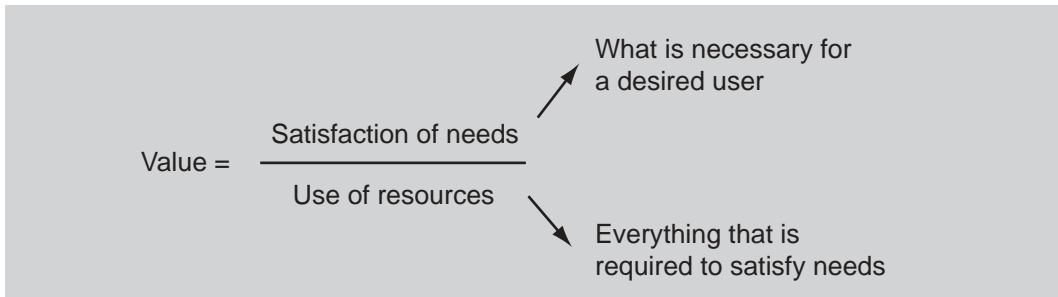 What is necessary for
a desired user
Satisfaction of needs
Value =
Use of resources
Everything that is
required to satisfy needs